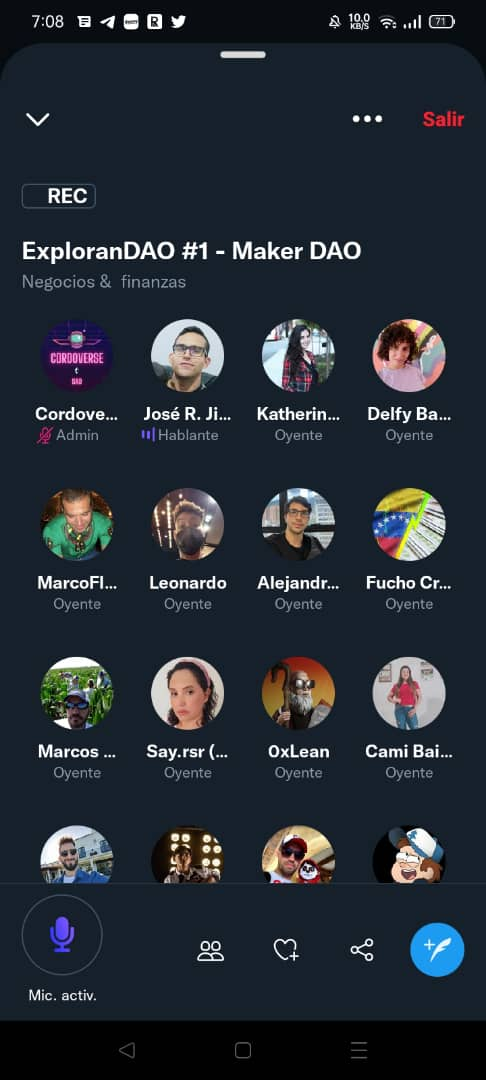 7:08
10.0
KB/S
71
Salir
REC
ExploranDAO #1 - Maker DAO
Negocios & finanzas
CORDOVERSE
DAO
Cordove... José R. Ji... Katherin... Delfy Ba...
Admin Hablante Oyente Oyente
MarcoFl... Leonardo Alejandr... Fucho Cr...
Oyente Oyente Oyente Oyente
Marcos ... Say.rsr (... 0xLean Cami Bai...
Oyente Oyente Oyente Oyente
Mic. activ.